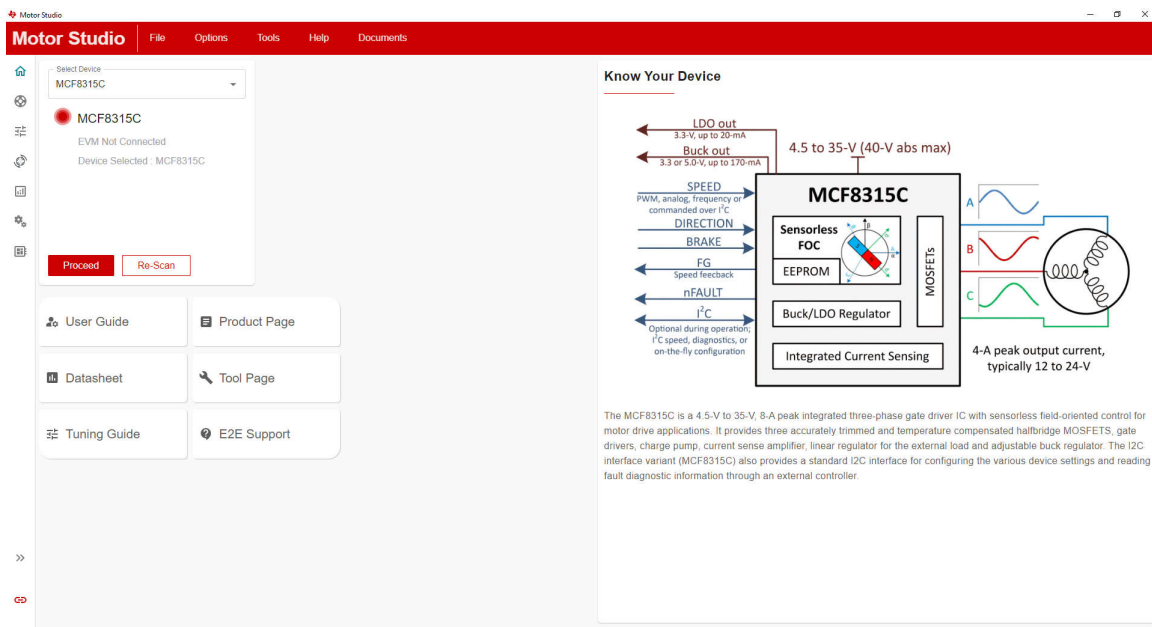 Motor Studio
Motor Studio File Options Tools Help Documents
Select Device
MCF8315C
MCF8315C
EVM Not Connected
Device Selected : MCF8315C
Proceed Re-Scan
User Guide Product Page
Datasheet Tool Page
Tuning Guide E2E Support
Know Your Device
LDO out
3.3-V, up to 20-mA
Buck out
3.3 or 5.0-V, up to 170-mA
4.5 to 35-V (40-V abs max)
SPEED
PWM, analog, frequency or
commanded over I²C
DIRECTION
BRAKE
FG
Speed feecback
nFAULT
I²C
Optional during operation;
I²C speed, diagnostics, or
on-the-fly configuration
MCF8315C
Sensorless
FOC
EEPROM
MOSFETs
Buck/LDO Regulator
Integrated Current Sensing
A
B
C
4-A peak output current,
typically 12 to 24-V
The MCF8315C is a 4.5-V to 35-V, 8-A peak integrated three-phase gate driver IC with sensorless field-oriented control for
motor drive applications. It provides three accurately trimmed and temperature compensated halfbridge MOSFETS, gate
drivers, charge pump, current sense amplifier, linear regulator for the external load and adjustable buck regulator. The I2C
interface variant (MCF8315C) also provides a standard I2C interface for configuring the various device settings and reading
fault diagnostic information through an external controller.